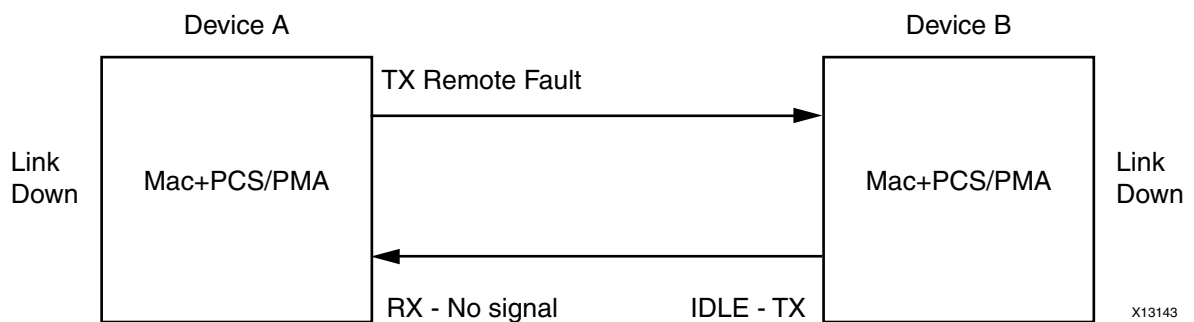 Device A
Device B
TX Remote Fault
Link
Down
Mac+PCS/PMA
Mac+PCS/PMA
Link
Down
RX - No signal
IDLE - TX
X13143